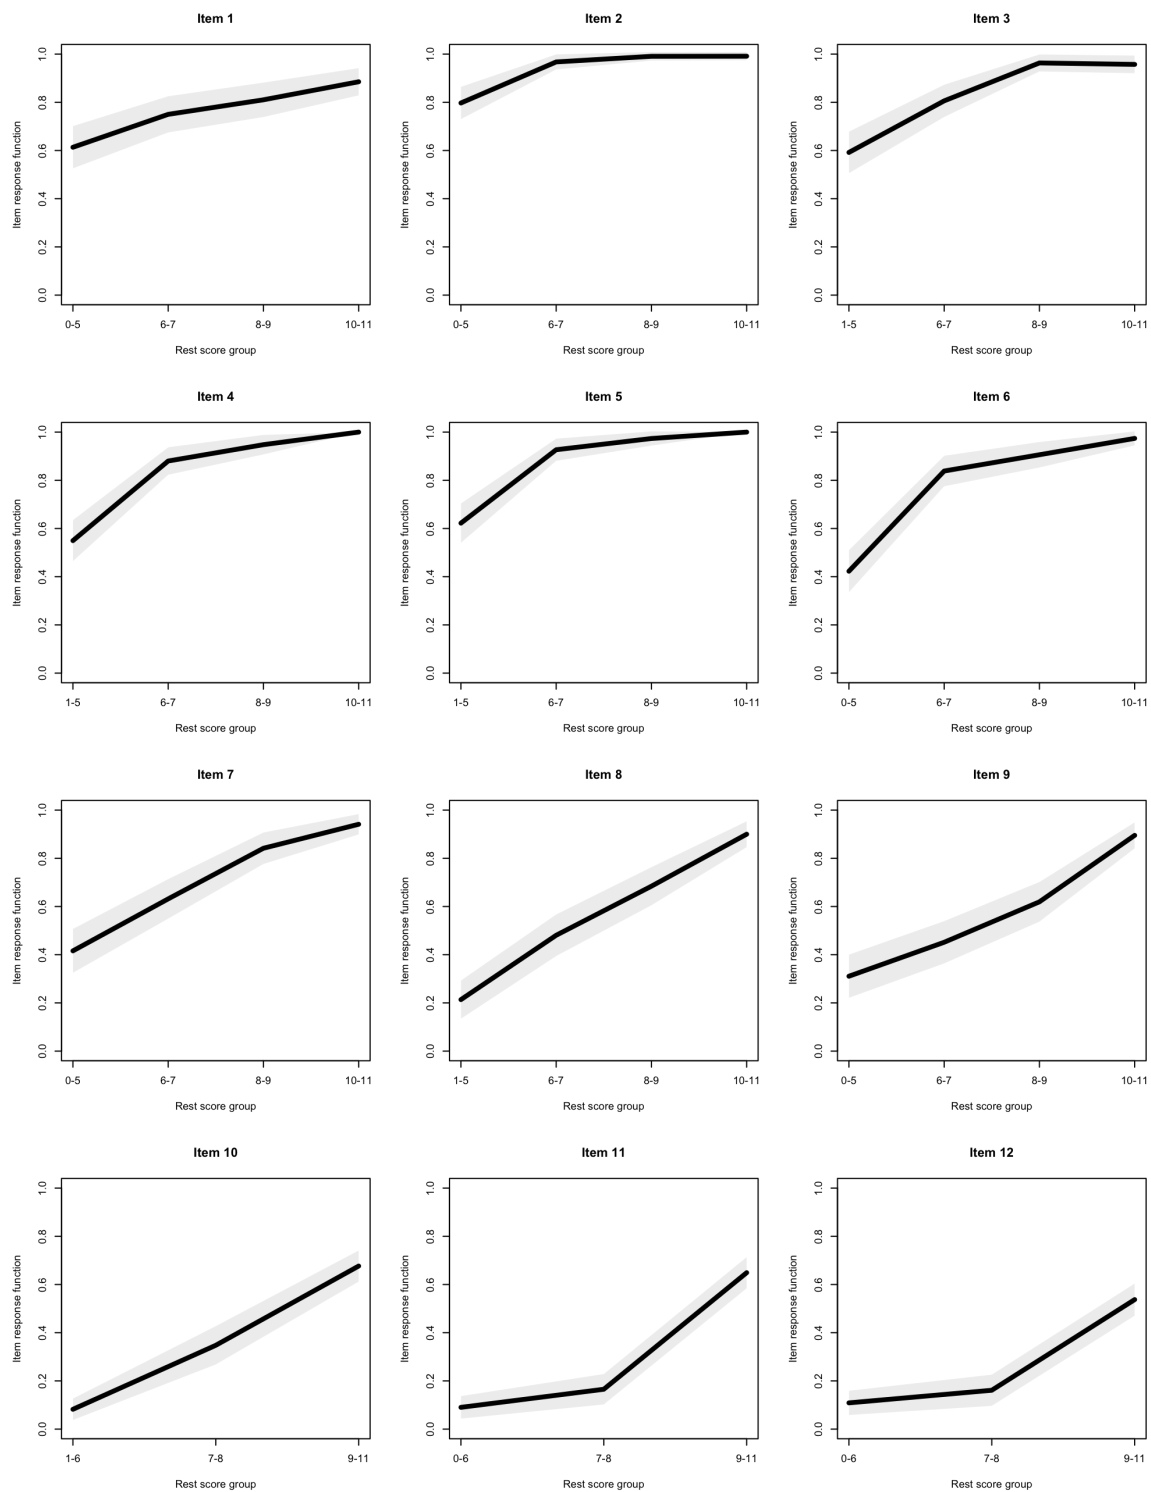 Item 1
Item response function
0.0 0.2 0.4 0.6 0.8 1.0
0-5 6-7 8-9 10-11
Rest score group
Item 2
Item response function
0.0 0.2 0.4 0.6 0.8 1.0
0-5 6-7 8-9 10-11
Rest score group
Item 3
Item response function
0.0 0.2 0.4 0.6 0.8 1.0
1-5 6-7 8-9 10-11
Rest score group
Item 4
Item response function
0.0 0.2 0.4 0.6 0.8 1.0
1-5 6-7 8-9 10-11
Rest score group
Item 5
Item response function
0.0 0.2 0.4 0.6 0.8 1.0
1-5 6-7 8-9 10-11
Rest score group
Item 6
Item response function
0.0 0.2 0.4 0.6 0.8 1.0
0-5 6-7 8-9 10-11
Rest score group
Item 7
Item response function
0.0 0.2 0.4 0.6 0.8 1.0
0-5 6-7 8-9 10-11
Rest score group
Item 8
Item response function
0.0 0.2 0.4 0.6 0.8 1.0
1-5 6-7 8-9 10-11
Rest score group
Item 9
Item response function
0.0 0.2 0.4 0.6 0.8 1.0
0-5 6-7 8-9 10-11
Rest score group
Item 10
Item response function
0.0 0.2 0.4 0.6 0.8 1.0
1-6 7-8 9-11
Rest score group
Item 11
Item response function
0.0 0.2 0.4 0.6 0.8 1.0
0-6 7-8 9-11
Rest score group
Item 12
Item response function
0.0 0.2 0.4 0.6 0.8 1.0
0-6 7-8 9-11
Rest score group